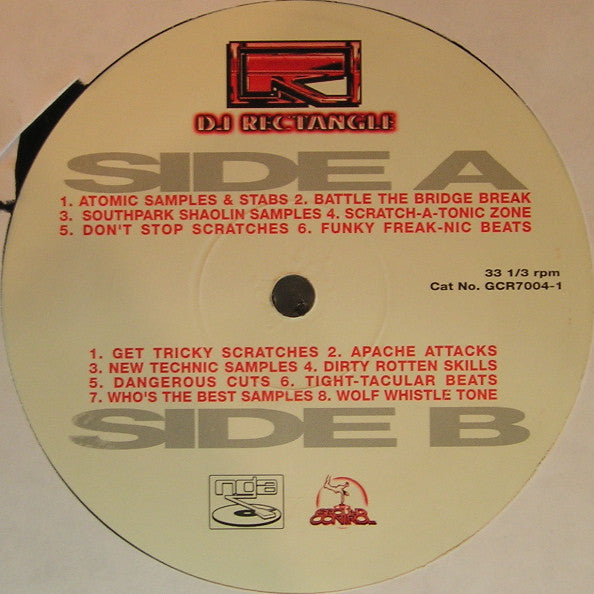 DJ RECTANGLE
SIDE A
1. ATOMIC SAMPLES & STABS 2. BATTLE THE BRIDGE BREAK
3. SOUTHPARK SHAOLIN SAMPLES 4. SCRATCH-A-TONIC ZONE
5. DON'T STOP SCRATCHES 6. FUNKY FREAK-NIC BEATS
33 1/3 rpm
Cat No. GCR7004-1
1. GET TRICKY SCRATCHES 2. APACHE ATTACKS
3. NEW TECHNIC SAMPLES 4. DIRTY ROTTEN SKILLS
5. DANGEROUS CUTS 6. TIGHT-TACULAR BEATS
7. WHO'S THE BEST SAMPLES 8. WOLF WHISTLE TONE
SIDE B
nda
GROUND
CONTROL